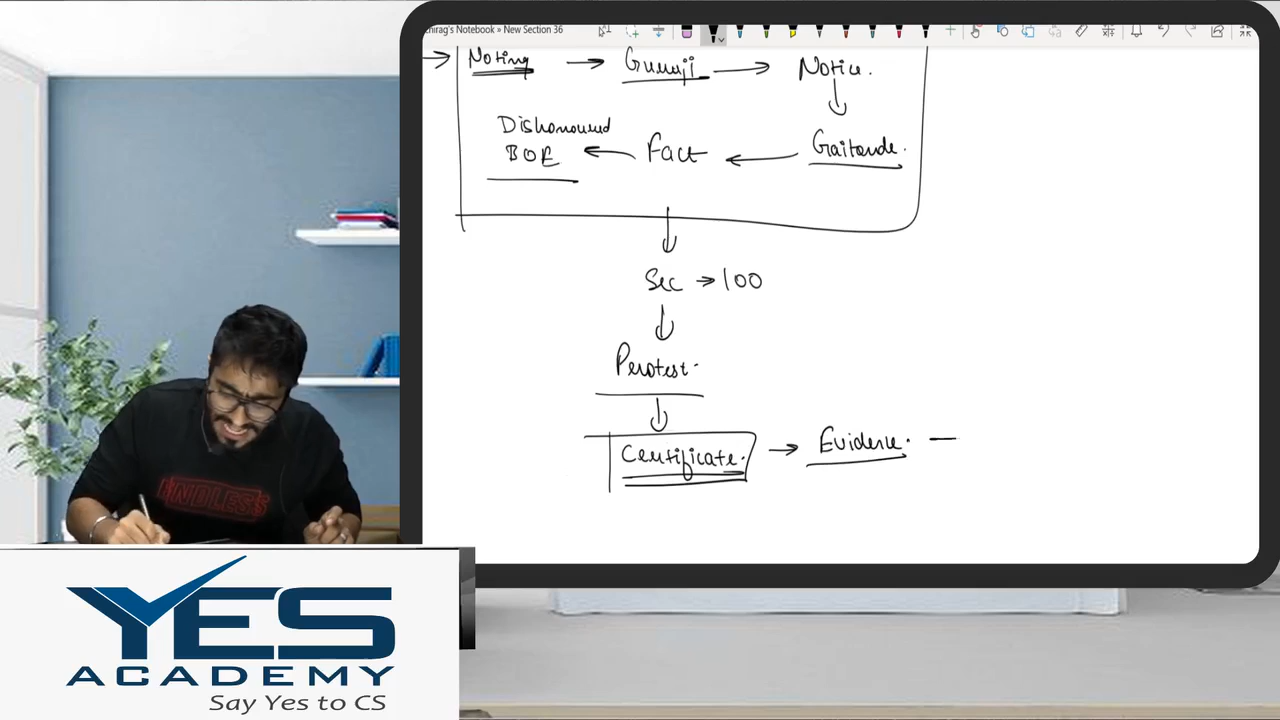 chirag's Notebook » New Section 36
→ Noting → Guruji → Notice.
Dishonoured
BOE ← Fact ← Gaitonde.
Sec → 100
Protest.
Certificate. → Evidence. —
ENDLESS
YES
ACADEMY
Say Yes to CS